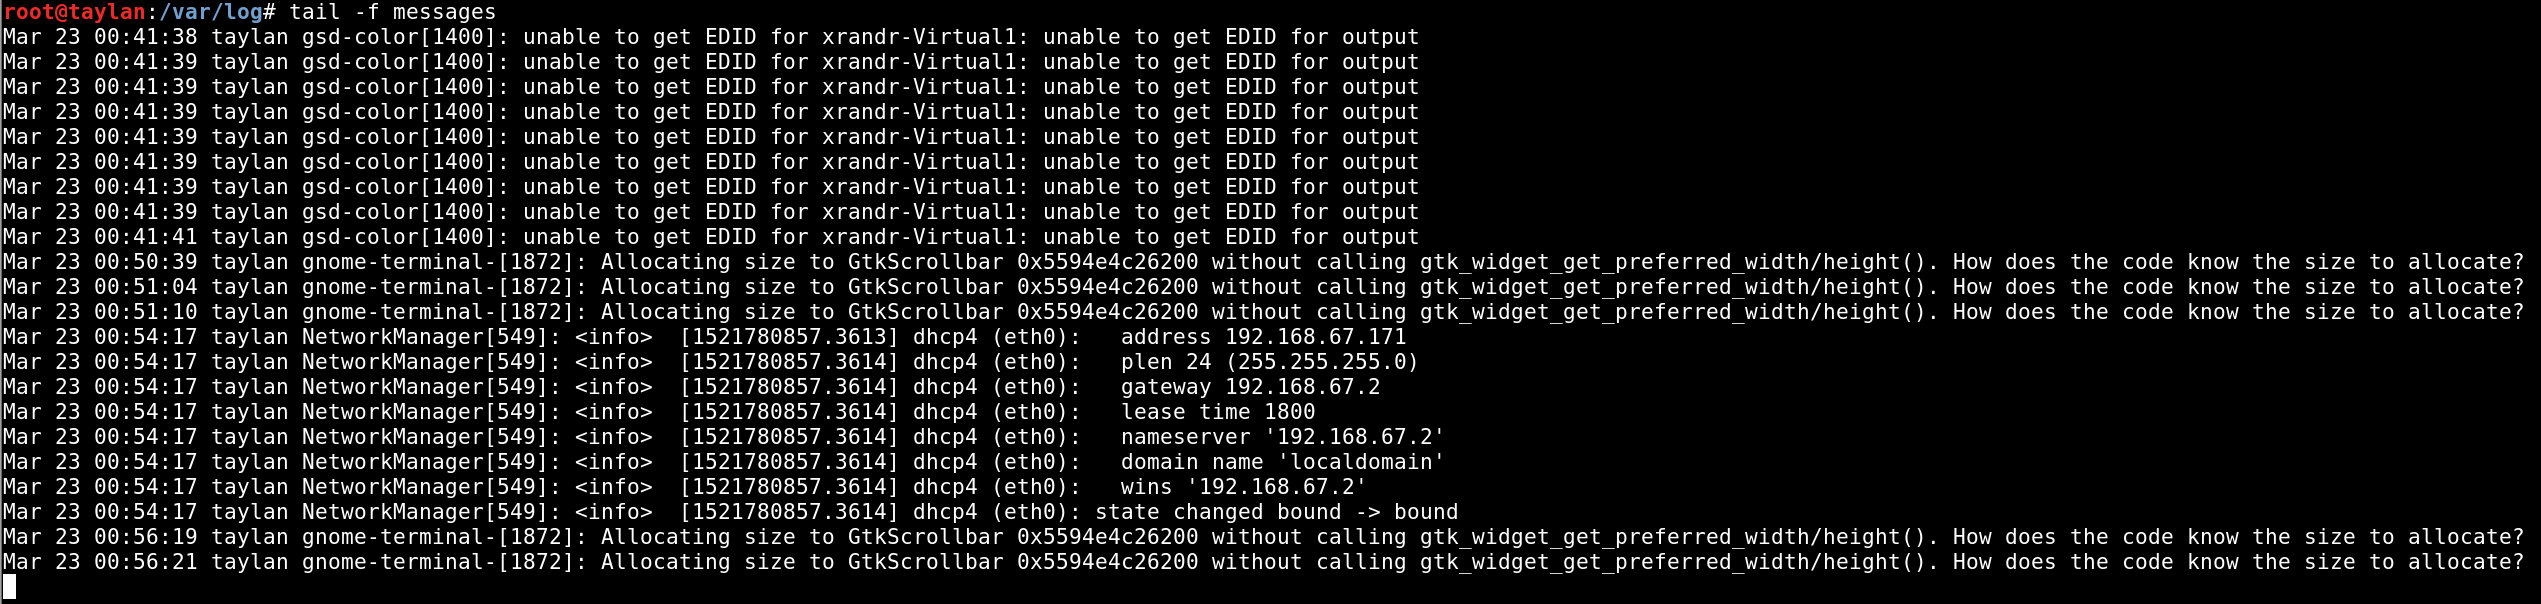 root@taylan:/var/log# tail -f messages
Mar 23 00:41:38 taylan gsd-color[1400]: unable to get EDID for xrandr-Virtual1: unable to get EDID for output
Mar 23 00:41:39 taylan gsd-color[1400]: unable to get EDID for xrandr-Virtual1: unable to get EDID for output
Mar 23 00:41:39 taylan gsd-color[1400]: unable to get EDID for xrandr-Virtual1: unable to get EDID for output
Mar 23 00:41:39 taylan gsd-color[1400]: unable to get EDID for xrandr-Virtual1: unable to get EDID for output
Mar 23 00:41:39 taylan gsd-color[1400]: unable to get EDID for xrandr-Virtual1: unable to get EDID for output
Mar 23 00:41:39 taylan gsd-color[1400]: unable to get EDID for xrandr-Virtual1: unable to get EDID for output
Mar 23 00:41:39 taylan gsd-color[1400]: unable to get EDID for xrandr-Virtual1: unable to get EDID for output
Mar 23 00:41:39 taylan gsd-color[1400]: unable to get EDID for xrandr-Virtual1: unable to get EDID for output
Mar 23 00:41:41 taylan gsd-color[1400]: unable to get EDID for xrandr-Virtual1: unable to get EDID for output
Mar 23 00:50:39 taylan gnome-terminal-[1872]: Allocating size to GtkScrollbar 0x5594e4c26200 without calling gtk_widget_get_preferred_width/height(). How does the code know the size to allocate?
Mar 23 00:51:04 taylan gnome-terminal-[1872]: Allocating size to GtkScrollbar 0x5594e4c26200 without calling gtk_widget_get_preferred_width/height(). How does the code know the size to allocate?
Mar 23 00:51:10 taylan gnome-terminal-[1872]: Allocating size to GtkScrollbar 0x5594e4c26200 without calling gtk_widget_get_preferred_width/height(). How does the code know the size to allocate?
Mar 23 00:54:17 taylan NetworkManager[549]: <info>  [1521780857.3613] dhcp4 (eth0):   address 192.168.67.171
Mar 23 00:54:17 taylan NetworkManager[549]: <info>  [1521780857.3614] dhcp4 (eth0):   plen 24 (255.255.255.0)
Mar 23 00:54:17 taylan NetworkManager[549]: <info>  [1521780857.3614] dhcp4 (eth0):   gateway 192.168.67.2
Mar 23 00:54:17 taylan NetworkManager[549]: <info>  [1521780857.3614] dhcp4 (eth0):   lease time 1800
Mar 23 00:54:17 taylan NetworkManager[549]: <info>  [1521780857.3614] dhcp4 (eth0):   nameserver '192.168.67.2'
Mar 23 00:54:17 taylan NetworkManager[549]: <info>  [1521780857.3614] dhcp4 (eth0):   domain name 'localdomain'
Mar 23 00:54:17 taylan NetworkManager[549]: <info>  [1521780857.3614] dhcp4 (eth0):   wins '192.168.67.2'
Mar 23 00:54:17 taylan NetworkManager[549]: <info>  [1521780857.3614] dhcp4 (eth0): state changed bound -> bound
Mar 23 00:56:19 taylan gnome-terminal-[1872]: Allocating size to GtkScrollbar 0x5594e4c26200 without calling gtk_widget_get_preferred_width/height(). How does the code know the size to allocate?
Mar 23 00:56:21 taylan gnome-terminal-[1872]: Allocating size to GtkScrollbar 0x5594e4c26200 without calling gtk_widget_get_preferred_width/height(). How does the code know the size to allocate?